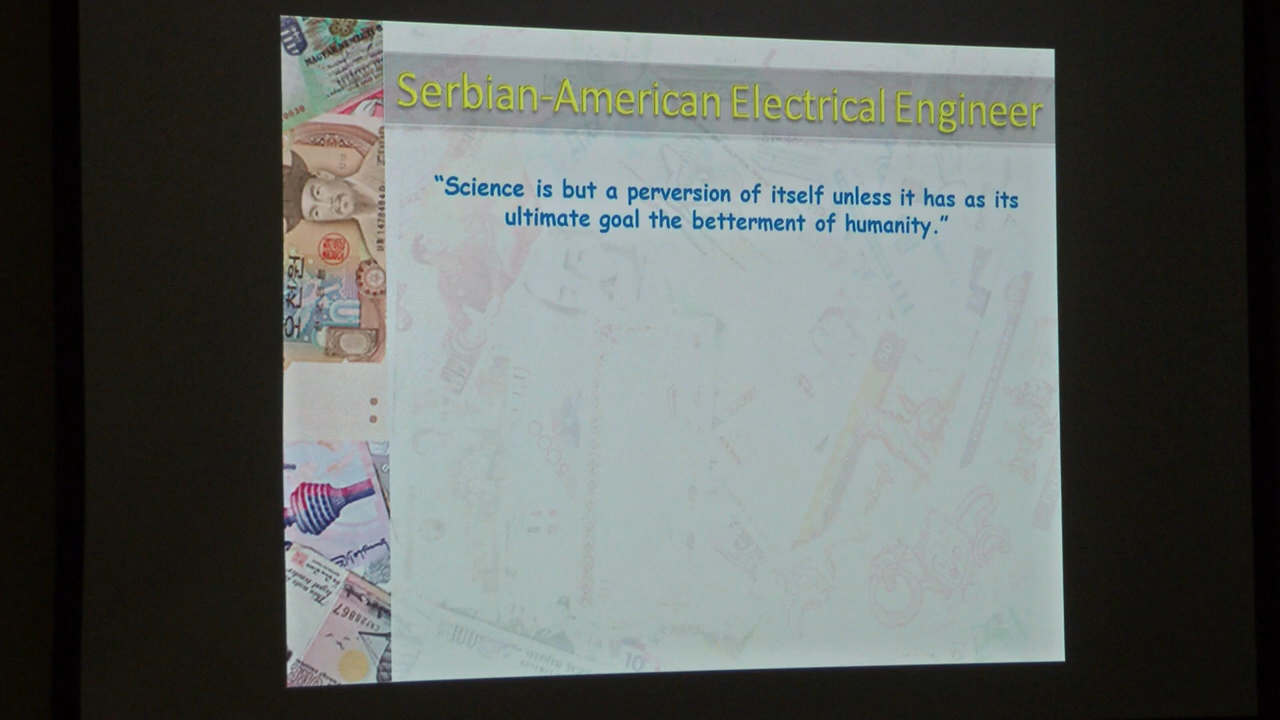 Serbian-American Electrical Engineer
“Science is but a perversion of itself unless it has as its
ultimate goal the betterment of humanity.”